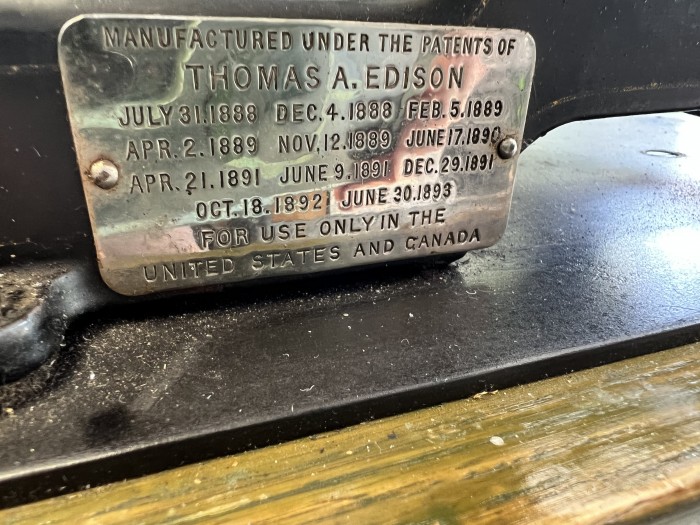 MANUFACTURED UNDER THE PATENTS OF
THOMAS A. EDISON
JULY 31.1888 DEC. 4.1888 FEB. 5.1889
APR. 2.1889 NOV, 12.1889 JUNE 17.1890
APR. 21.1891 JUNE 9.1891 DEC. 29.1891
OCT. 18.1892 JUNE 30.1893
FOR USE ONLY IN THE
UNITED STATES AND CANADA